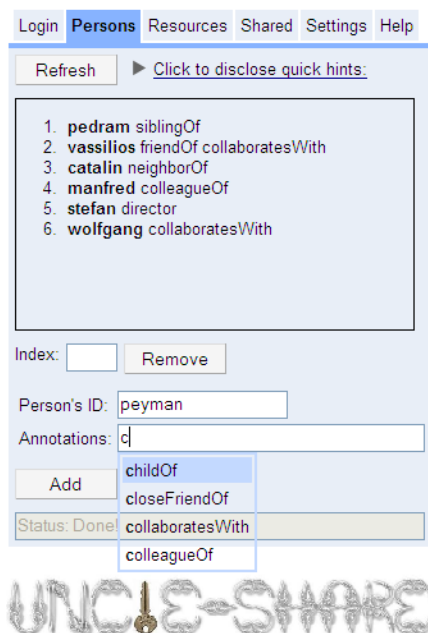 Login Persons Resources Shared Settings Help
Refresh ▶ Click to disclose quick hints:
1. pedram siblingOf
2. vassilios friendOf collaboratesWith
3. catalin neighborOf
4. manfred colleagueOf
5. stefan director
6. wolfgang collaboratesWith
Index: Remove
Person's ID: peyman
Annotations: c
childOf
Add
closeFriendOf
Status: Done! collaboratesWith
colleagueOf
UNCLE-SHARE